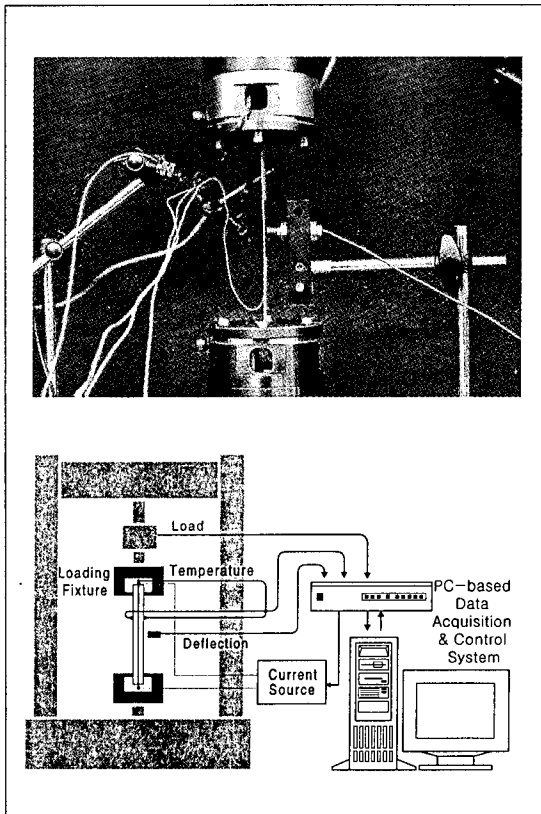 Load
Loading
Fixture
Temperature
Deflection
Current
Source
PC-based
Data
Acquisition
& Control
System